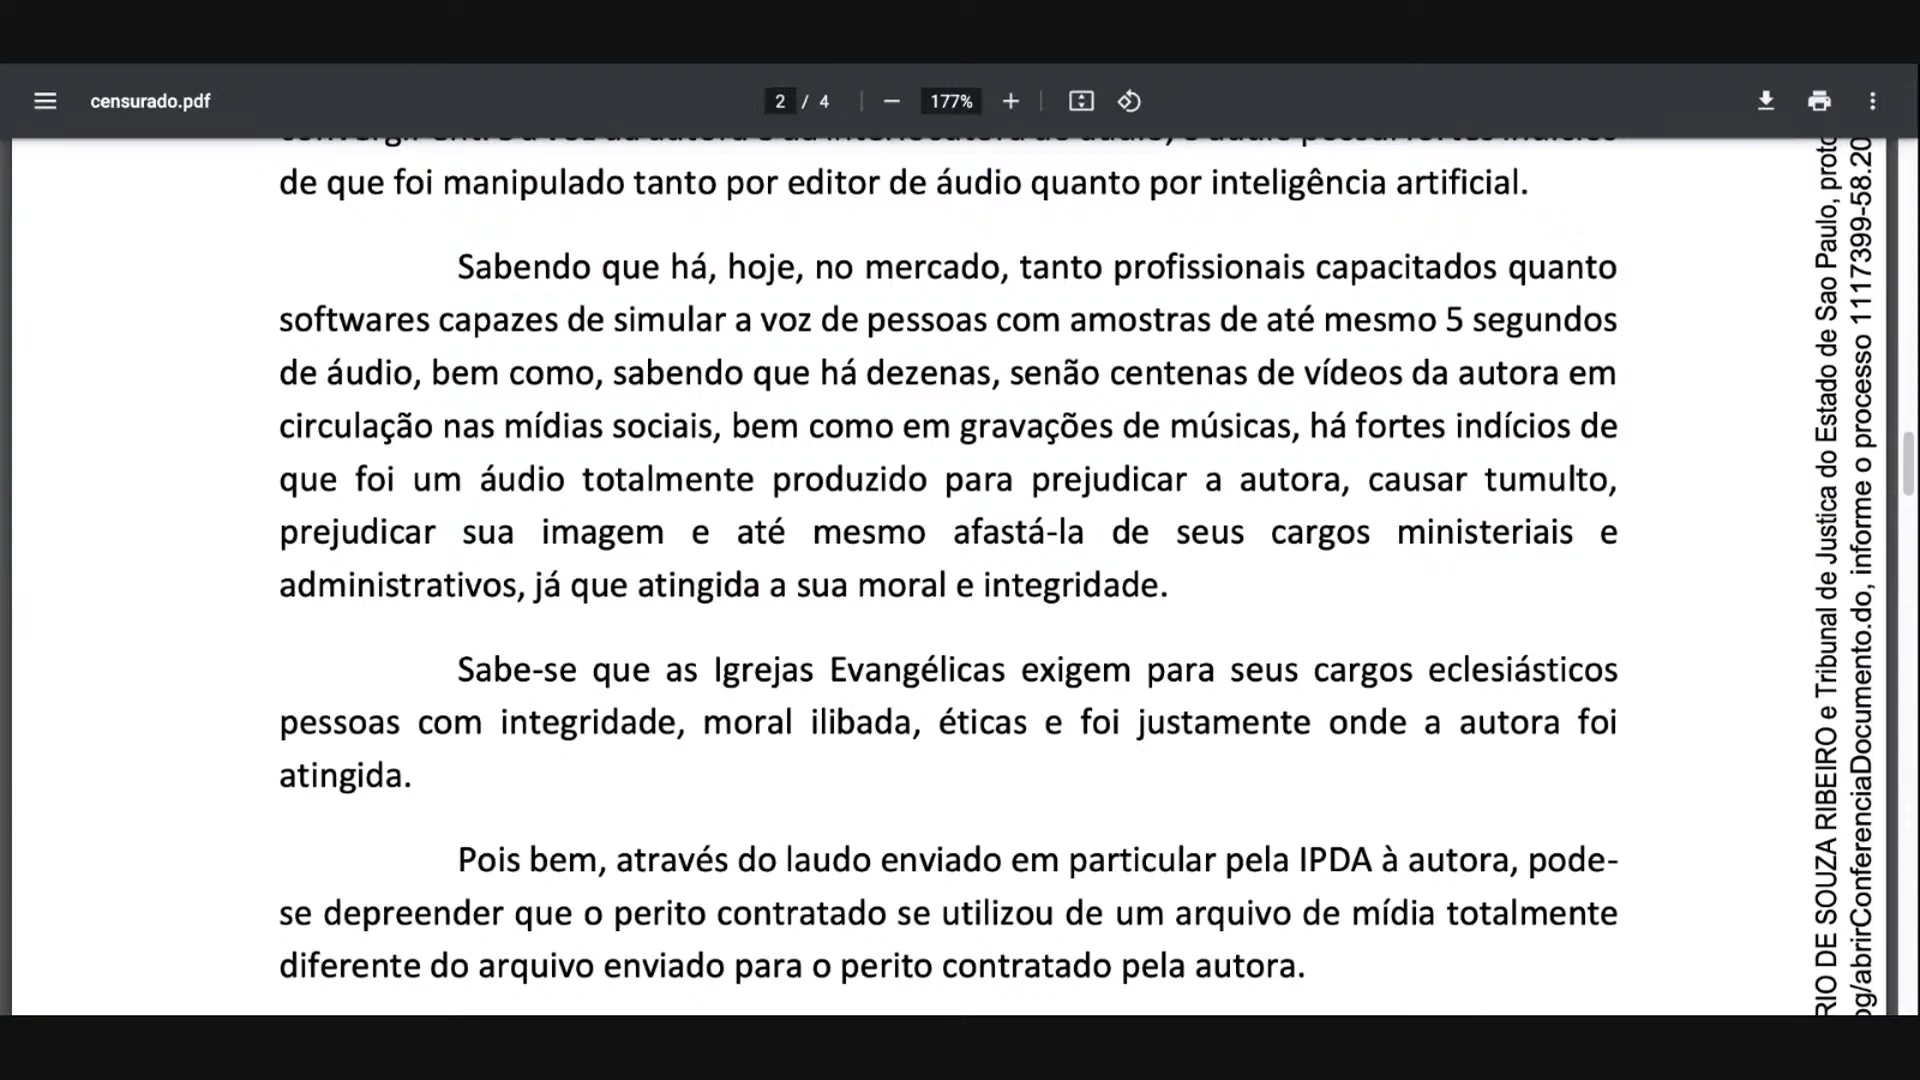 censurado.pdf
2 / 4
177%
de que foi manipulado tanto por editor de áudio quanto por inteligência artificial.
Sabendo que há, hoje, no mercado, tanto profissionais capacitados quanto
softwares capazes de simular a voz de pessoas com amostras de até mesmo 5 segundos
de áudio, bem como, sabendo que há dezenas, senão centenas de vídeos da autora em
circulação nas mídias sociais, bem como em gravações de músicas, há fortes indícios de
que foi um áudio totalmente produzido para prejudicar a autora, causar tumulto,
prejudicar sua imagem e até mesmo afastá-la de seus cargos ministeriais e
administrativos, já que atingida a sua moral e integridade.
Sabe-se que as Igrejas Evangélicas exigem para seus cargos eclesiásticos
pessoas com integridade, moral ilibada, éticas e foi justamente onde a autora foi
atingida.
Pois bem, através do laudo enviado em particular pela IPDA à autora, pode-
se depreender que o perito contratado se utilizou de um arquivo de mídia totalmente
diferente do arquivo enviado para o perito contratado pela autora.
RIO DE SOUZA RIBEIRO e Tribunal de Justica do Estado de Sao Paulo, proto
og/abrirConferenciaDocumento.do, informe o processo 1117399-58.20